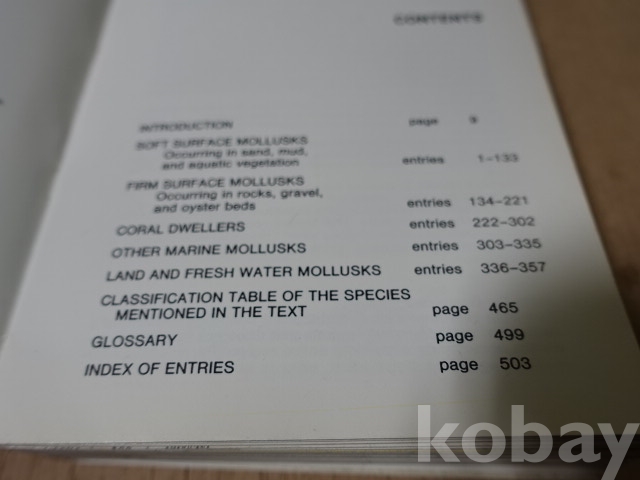 CONTENTS
INTRODUCTION page 9
SOFT SURFACE MOLLUSKS
Occurring in sand, mud,
and aquatic vegetation entries 1–133
FIRM SURFACE MOLLUSKS
Occurring in rocks, gravel,
and oyster beds entries 134–221
CORAL DWELLERS entries 222–302
OTHER MARINE MOLLUSKS entries 303–335
LAND AND FRESH WATER MOLLUSKS entries 336–357
CLASSIFICATION TABLE OF THE SPECIES
MENTIONED IN THE TEXT page 465
GLOSSARY page 499
INDEX OF ENTRIES page 503
kobay